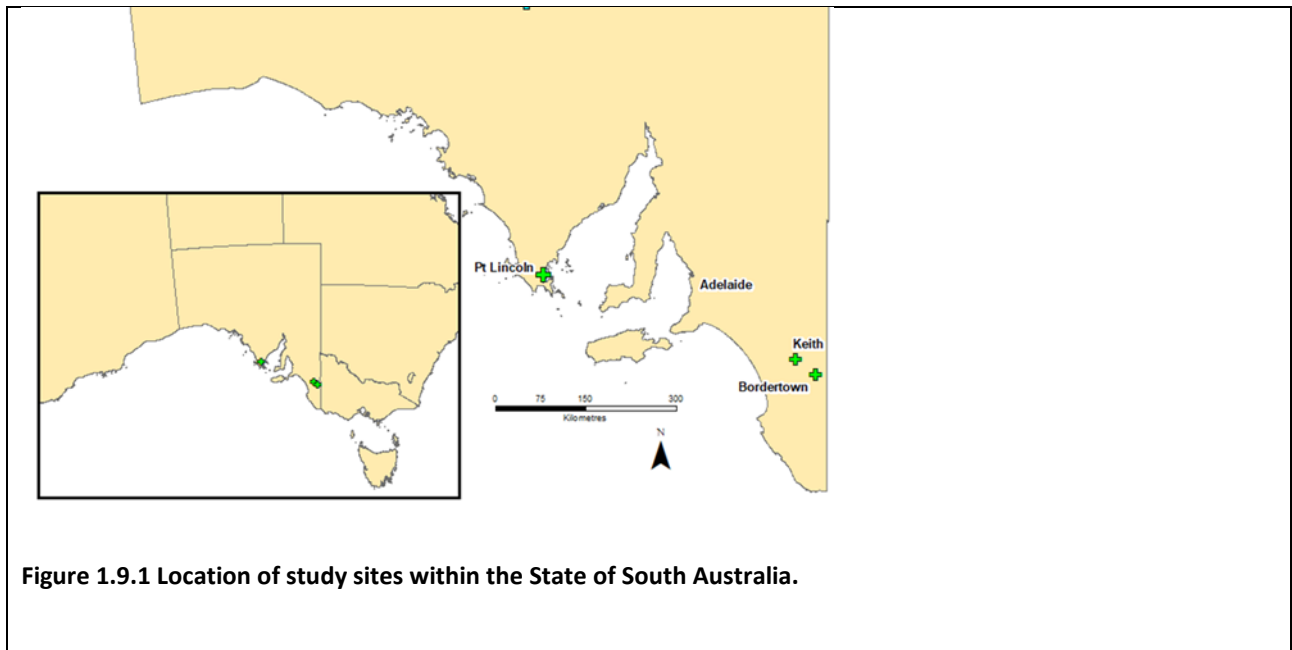 Pt Lincoln
Adelaide
Keith
Bordertown
0 75 150 300
Kilometres
N
Figure 1.9.1 Location of study sites within the State of South Australia.